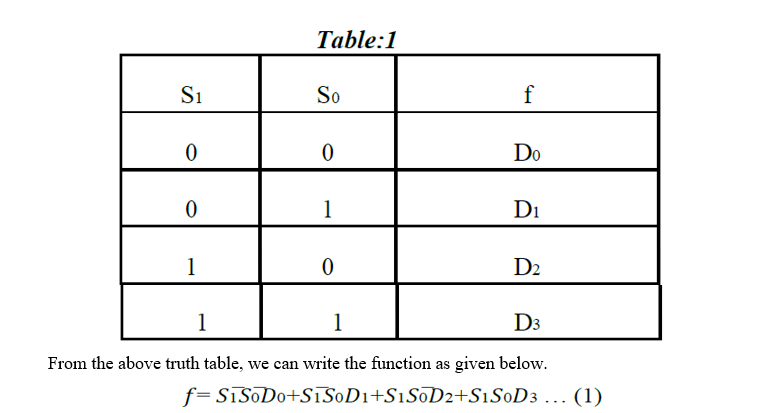 Table:1
S₁ S₀ f
0 0 D₀
0 1 D₁
1 0 D₂
1 1 D₃
From the above truth table, we can write the function as given below.
f= S̅₁S̅₀D₀+S̅₁S₀D₁+S₁S̅₀D₂+S₁S₀D₃ ... (1)